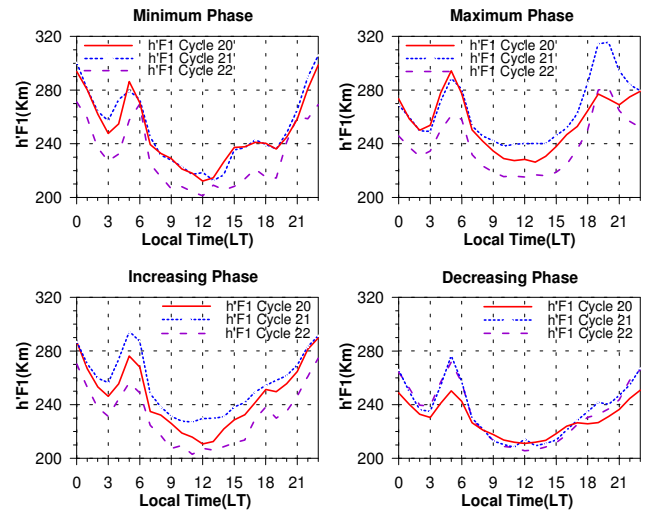 Minimum Phase
h'F1(Km)
320
280
240
200
h'F1 Cycle 20'
h'F1 Cycle 21'
h'F1 Cycle 22'
0 3 6 9 12 15 18 21
Local Time(LT)
Maximum Phase
h'F1(Km)
320
280
240
200
h'F1 Cycle 20'
h'F1 Cycle 21'
h'F1 Cycle 22'
0 3 6 9 12 15 18 21
Local Time(LT)
Increasing Phase
h'F1(Km)
320
280
240
200
h'F1 Cycle 20
h'F1 Cycle 21
h'F1 Cycle 22
0 3 6 9 12 15 18 21
Local Time(LT)
Decreasing Phase
h'F1(Km)
320
280
240
200
h'F1 Cycle 20
h'F1 Cycle 21
h'F1 Cycle 22
0 3 6 9 12 15 18 21
Local Time(LT)